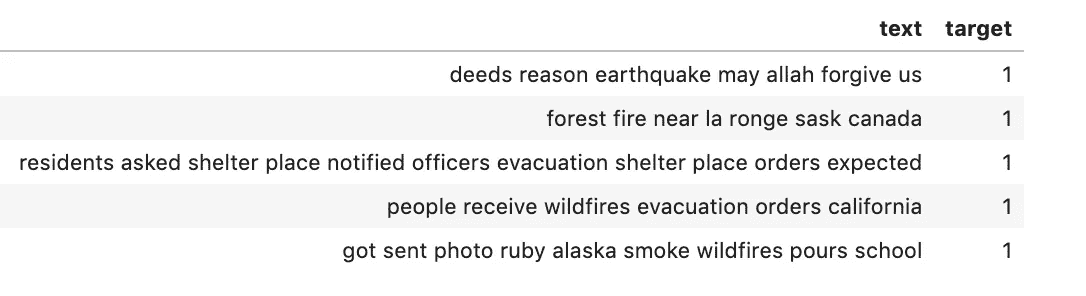 text target
deeds reason earthquake may allah forgive us 1
forest fire near la ronge sask canada 1
residents asked shelter place notified officers evacuation shelter place orders expected 1
people receive wildfires evacuation orders california 1
got sent photo ruby alaska smoke wildfires pours school 1